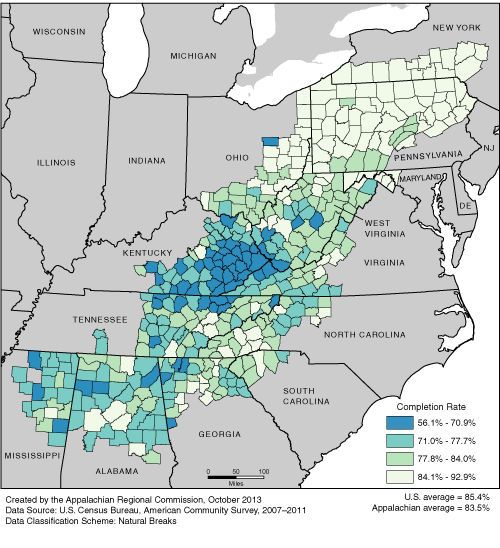 WISCONSIN
NEW YORK
MICHIGAN
ILLINOIS
INDIANA
OHIO
PENNSYLVANIA
NJ
MARYLAND
DE
WEST
VIRGINIA
KENTUCKY
VIRGINIA
TENNESSEE
NORTH CAROLINA
SOUTH
CAROLINA
GEORGIA
MISSISSIPPI
ALABAMA
Completion Rate
56.1% - 70.9%
71.0% - 77.7%
77.8% - 84.0%
84.1% - 92.9%
0 50 100
Miles
U.S. average = 85.4%
Appalachian average = 83.5%
Created by the Appalachian Regional Commission, October 2013
Data Source: U.S. Census Bureau, American Community Survey, 2007–2011
Data Classification Scheme: Natural Breaks